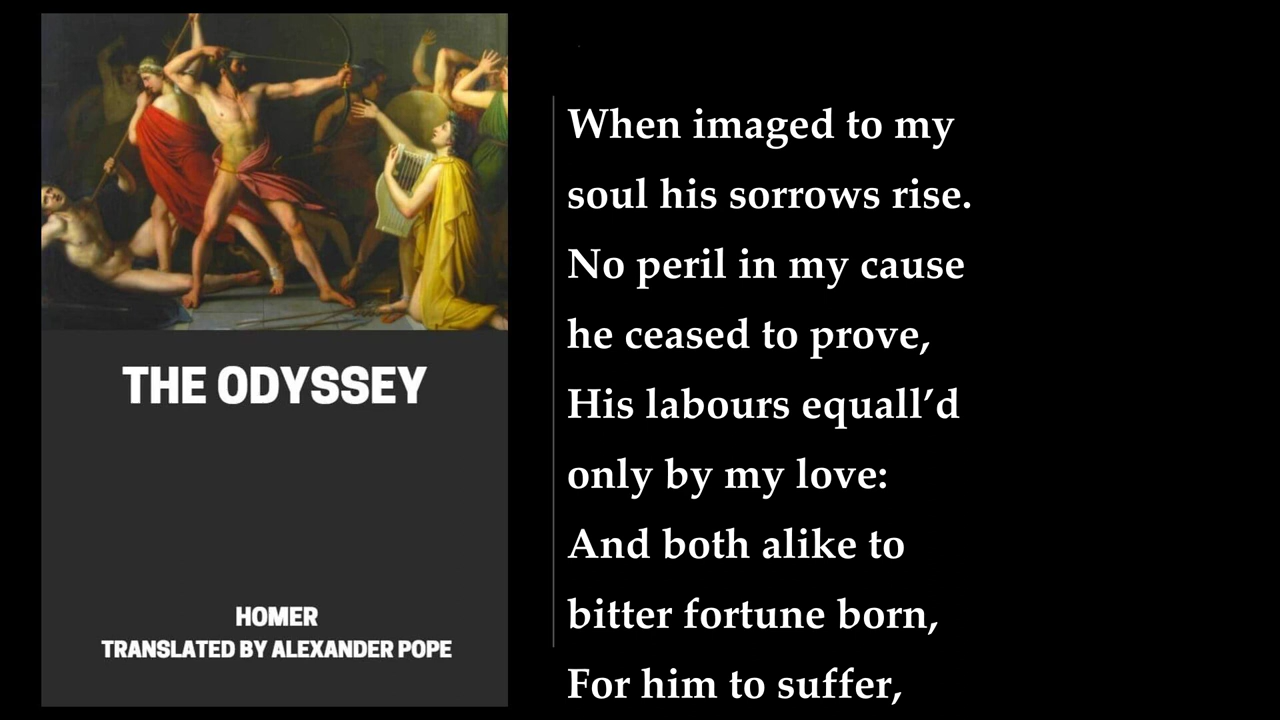 THE ODYSSEY
HOMER
TRANSLATED BY ALEXANDER POPE
When imaged to my
soul his sorrows rise.
No peril in my cause
he ceased to prove,
His labours equall’d
only by my love:
And both alike to
bitter fortune born,
For him to suffer,